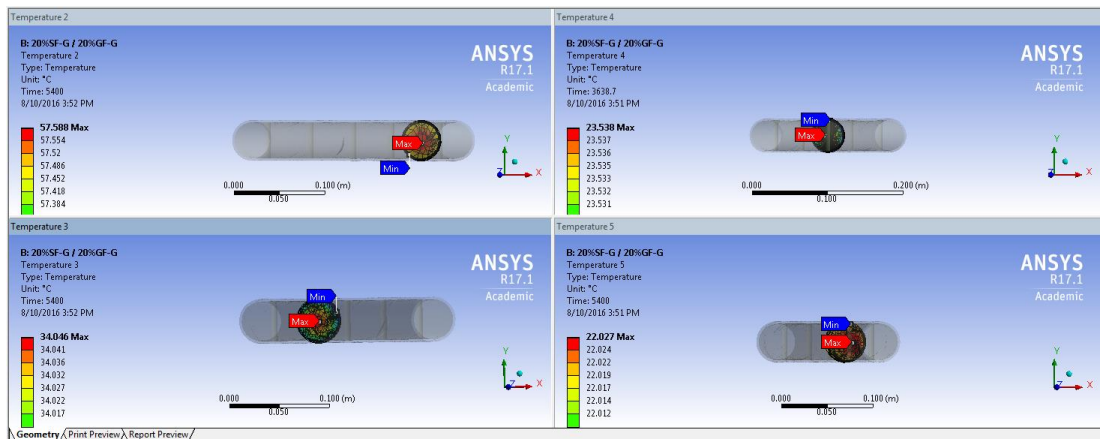 Temperature 2
B: 20%SF-G / 20%GF-G
Temperature 2
Type: Temperature
Unit: °C
Time: 5400
8/10/2016 3:52 PM
57.588 Max
57.554
57.52
57.486
57.452
57.418
57.384
ANSYS
R17.1
Academic
Max
Min
0.000
0.100 (m)
0.050
Y
Z
X
Temperature 4
B: 20%SF-G / 20%GF-G
Temperature 4
Type: Temperature
Unit: °C
Time: 3638.7
8/10/2016 3:51 PM
23.538 Max
23.537
23.536
23.535
23.533
23.532
23.531
ANSYS
R17.1
Academic
Min
Max
0.000
0.200 (m)
0.100
Y
Z
X
Temperature 3
B: 20%SF-G / 20%GF-G
Temperature 3
Type: Temperature
Unit: °C
Time: 5400
8/10/2016 3:52 PM
34.046 Max
34.041
34.036
34.032
34.027
34.022
34.017
ANSYS
R17.1
Academic
Min
Max
0.000
0.100 (m)
0.050
Y
Z
X
Temperature 5
B: 20%SF-G / 20%GF-G
Temperature 5
Type: Temperature
Unit: °C
Time: 5400
8/10/2016 3:51 PM
22.027 Max
22.024
22.022
22.019
22.017
22.014
22.012
ANSYS
R17.1
Academic
Min
Max
0.000
0.100 (m)
0.050
Y
Z
X
Geometry Print Preview Report Preview